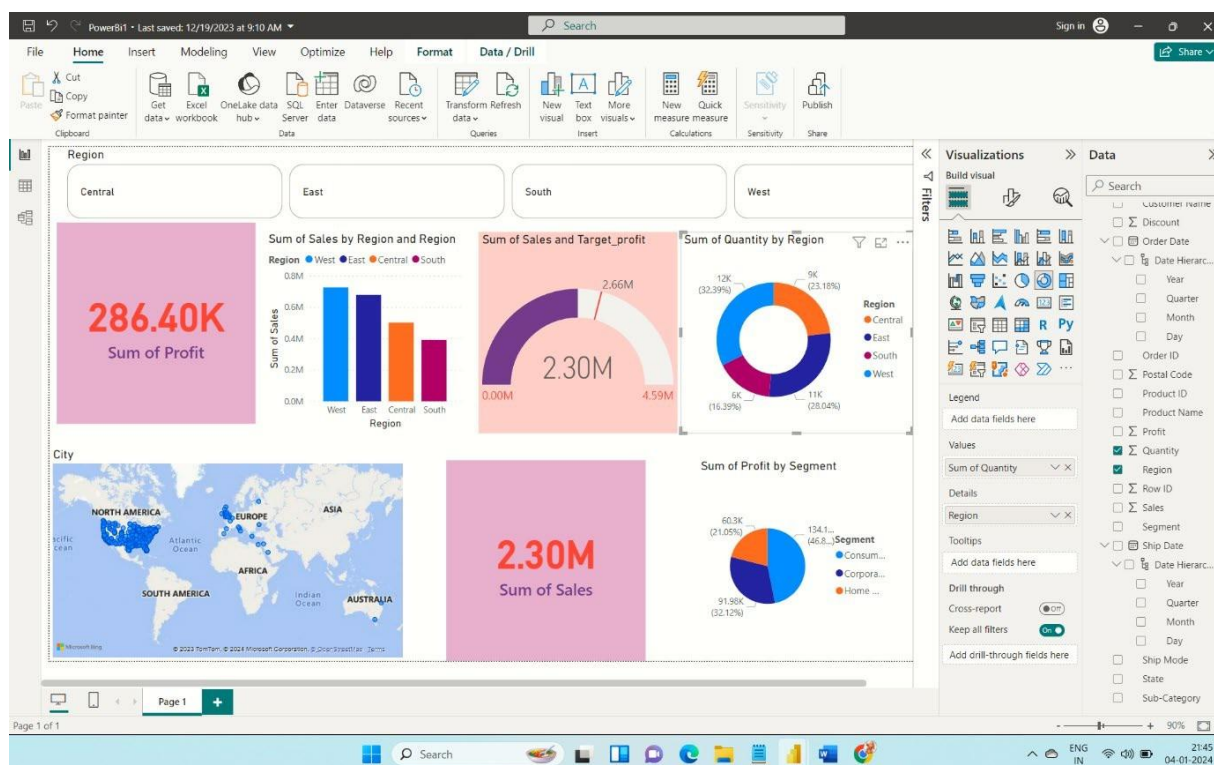 PowerBi1 • Last saved: 12/19/2023 at 9:10 AM
Search
Sign in
File Home Insert Modeling View Optimize Help Format Data / Drill
Share
Paste
Cut
Copy
Format painter
Get data
Excel workbook
OneLake data hub
SQL Server
Enter data
Dataverse
Recent sources
Transform data
Refresh
New visual
Text box
More visuals
New measure
Quick measure
Sensitivity
Publish
Clipboard Data Queries Insert Calculations Sensitivity Share
Region
Central East South West
286.40K
Sum of Profit
Sum of Sales by Region and Region
Region West East Central South
Sum of Sales
0.8M
0.6M
0.4M
0.2M
0.0M
West East Central South
Region
Sum of Sales and Target_profit
2.66M
2.30M
0.00M 4.59M
Sum of Quantity by Region
12K
(32.39%)
9K
(23.18%)
6K
(16.39%)
11K
(28.04%)
Region
Central
East
South
West
City
NORTH AMERICA
EUROPE
ASIA
Atlantic
Ocean
AFRICA
SOUTH AMERICA
Indian
Ocean
AUSTRALIA
Microsoft Bing
© 2023 TomTom, © 2024 Microsoft Corporation, © OpenStreetMap Terms
2.30M
Sum of Sales
Sum of Profit by Segment
60.3K
(21.05%)
134.1...
(46.8...)
91.98K
(32.12%)
Segment
Consum...
Corpora...
Home ...
Filters
Visualizations
Build visual
R Py
123
Legend
Add data fields here
Values
Sum of Quantity
Details
Region
Tooltips
Add data fields here
Drill through
Cross-report Off
Keep all filters On
Add drill-through fields here
Data
Search
Customer Name
Discount
Order Date
Date Hierarc...
Year
Quarter
Month
Day
Order ID
Postal Code
Product ID
Product Name
Profit
Quantity
Region
Row ID
Sales
Segment
Ship Date
Date Hierarc...
Year
Quarter
Month
Day
Ship Mode
State
Sub-Category
Page 1
Page 1 of 1
90%
Search
ENG
IN
21:45
04-01-2024